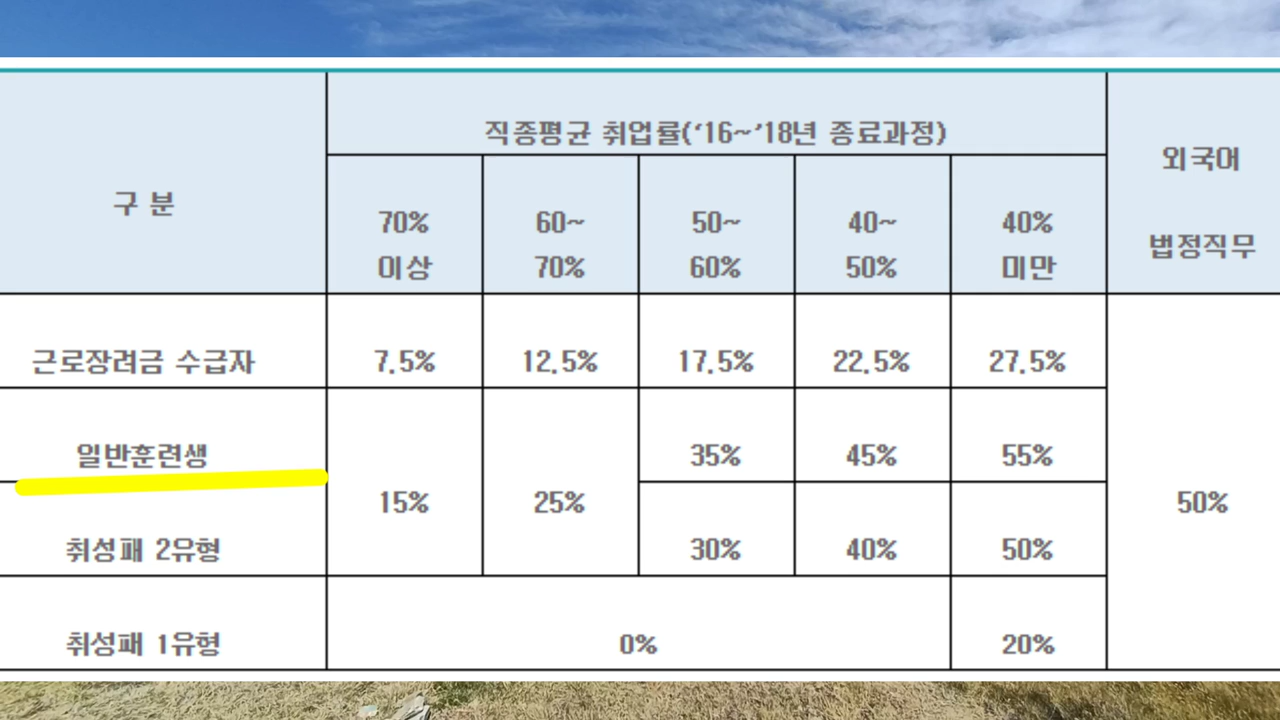 구 분
직종평균 취업률(‘16~’18년 종료과정)
외국어
법정직무
70%
이상
60~
70%
50~
60%
40~
50%
40%
미만
근로장려금 수급자
7.5%
12.5%
17.5%
22.5%
27.5%
50%
일반훈련생
15%
25%
35%
45%
55%
취성패 2유형
30%
40%
50%
취성패 1유형
0%
20%